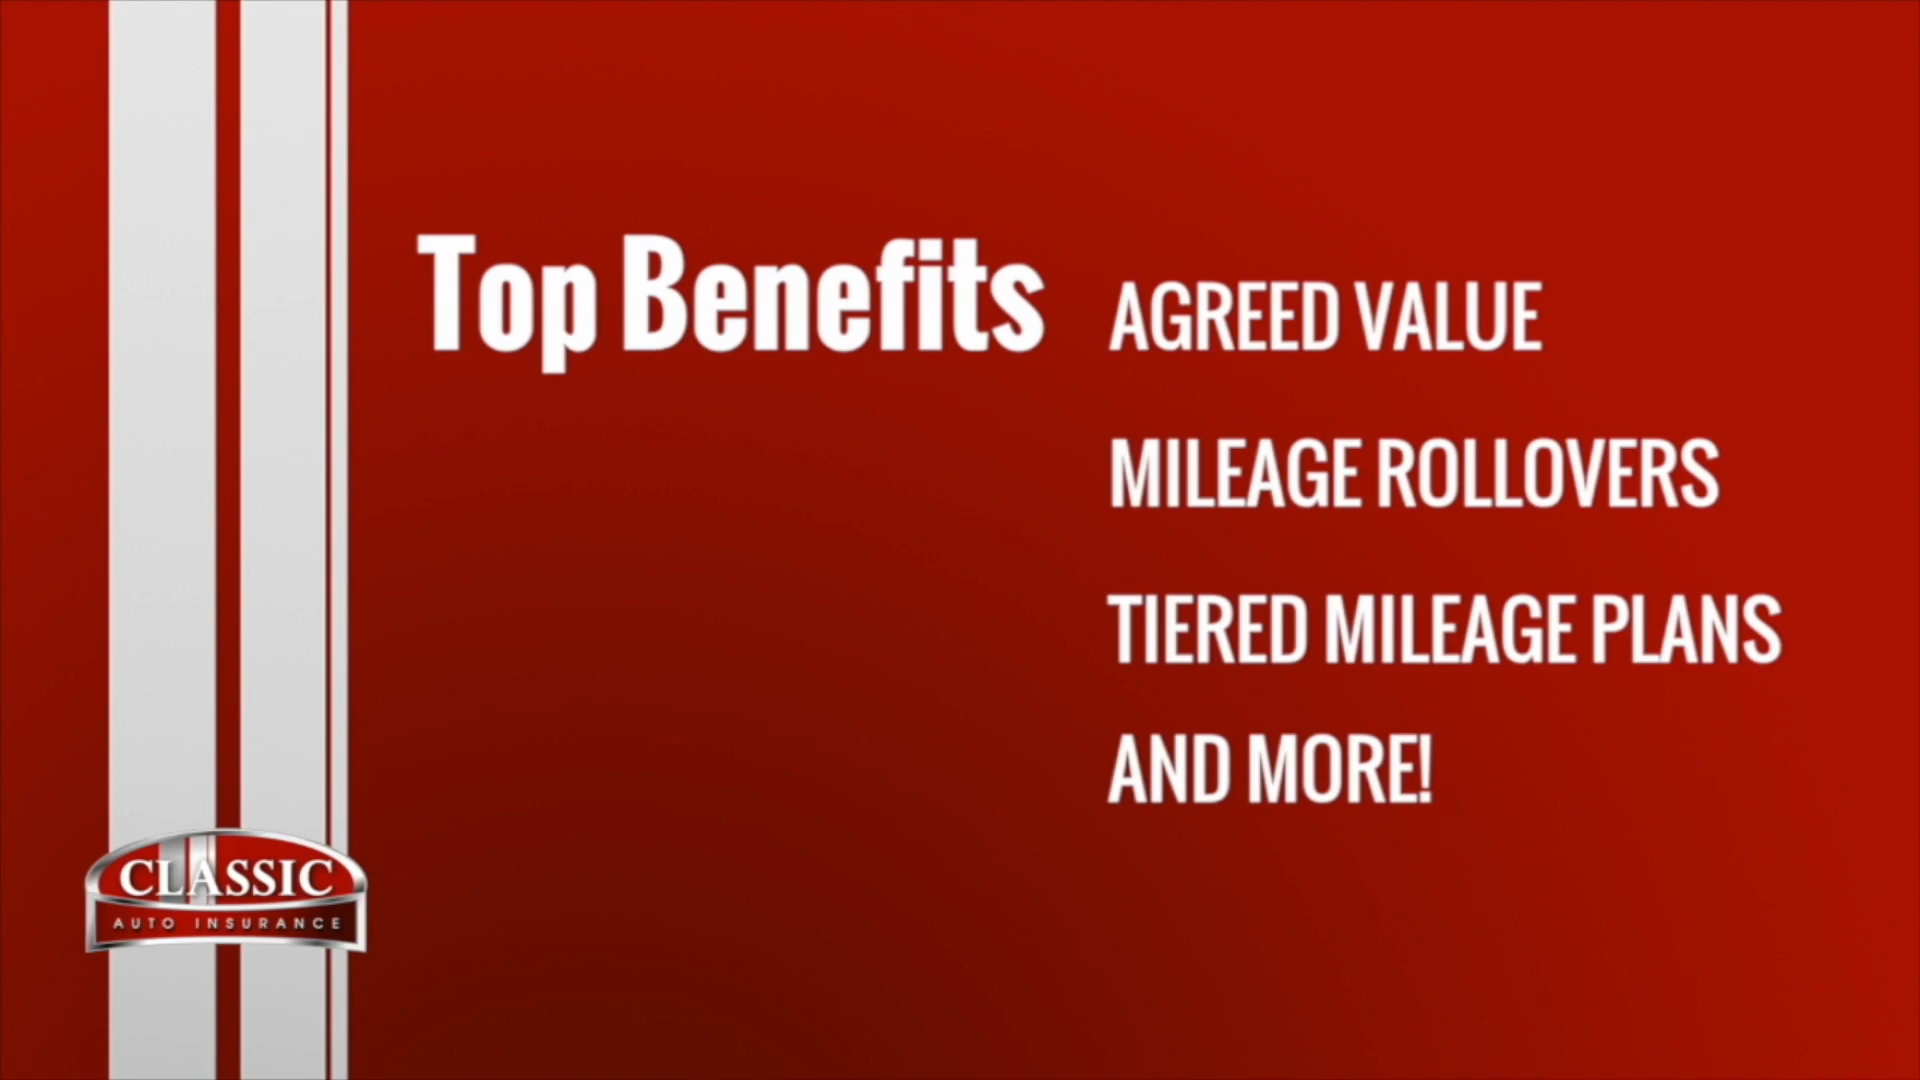 Top Benefits
AGREED VALUE
MILEAGE ROLLOVERS
TIERED MILEAGE PLANS
AND MORE!
CLASSIC
AUTO INSURANCE